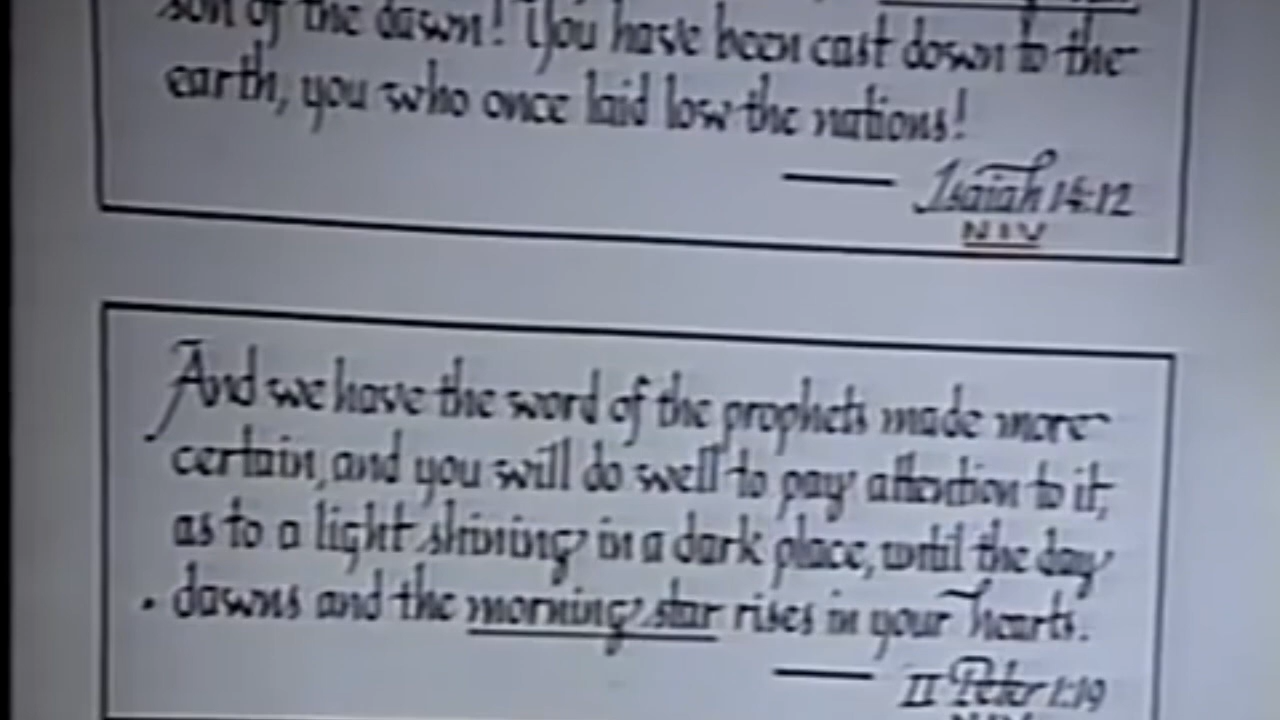 son of the dawn! You have been cast down to the
earth, you who once laid low the nations!
— Isaiah 14:12
NIV
And we have the word of the prophets made more
certain, and you will do well to pay attention to it,
as to a light shining in a dark place, until the day
dawns and the morning star rises in your hearts.
— II Peter 1:19
NIV